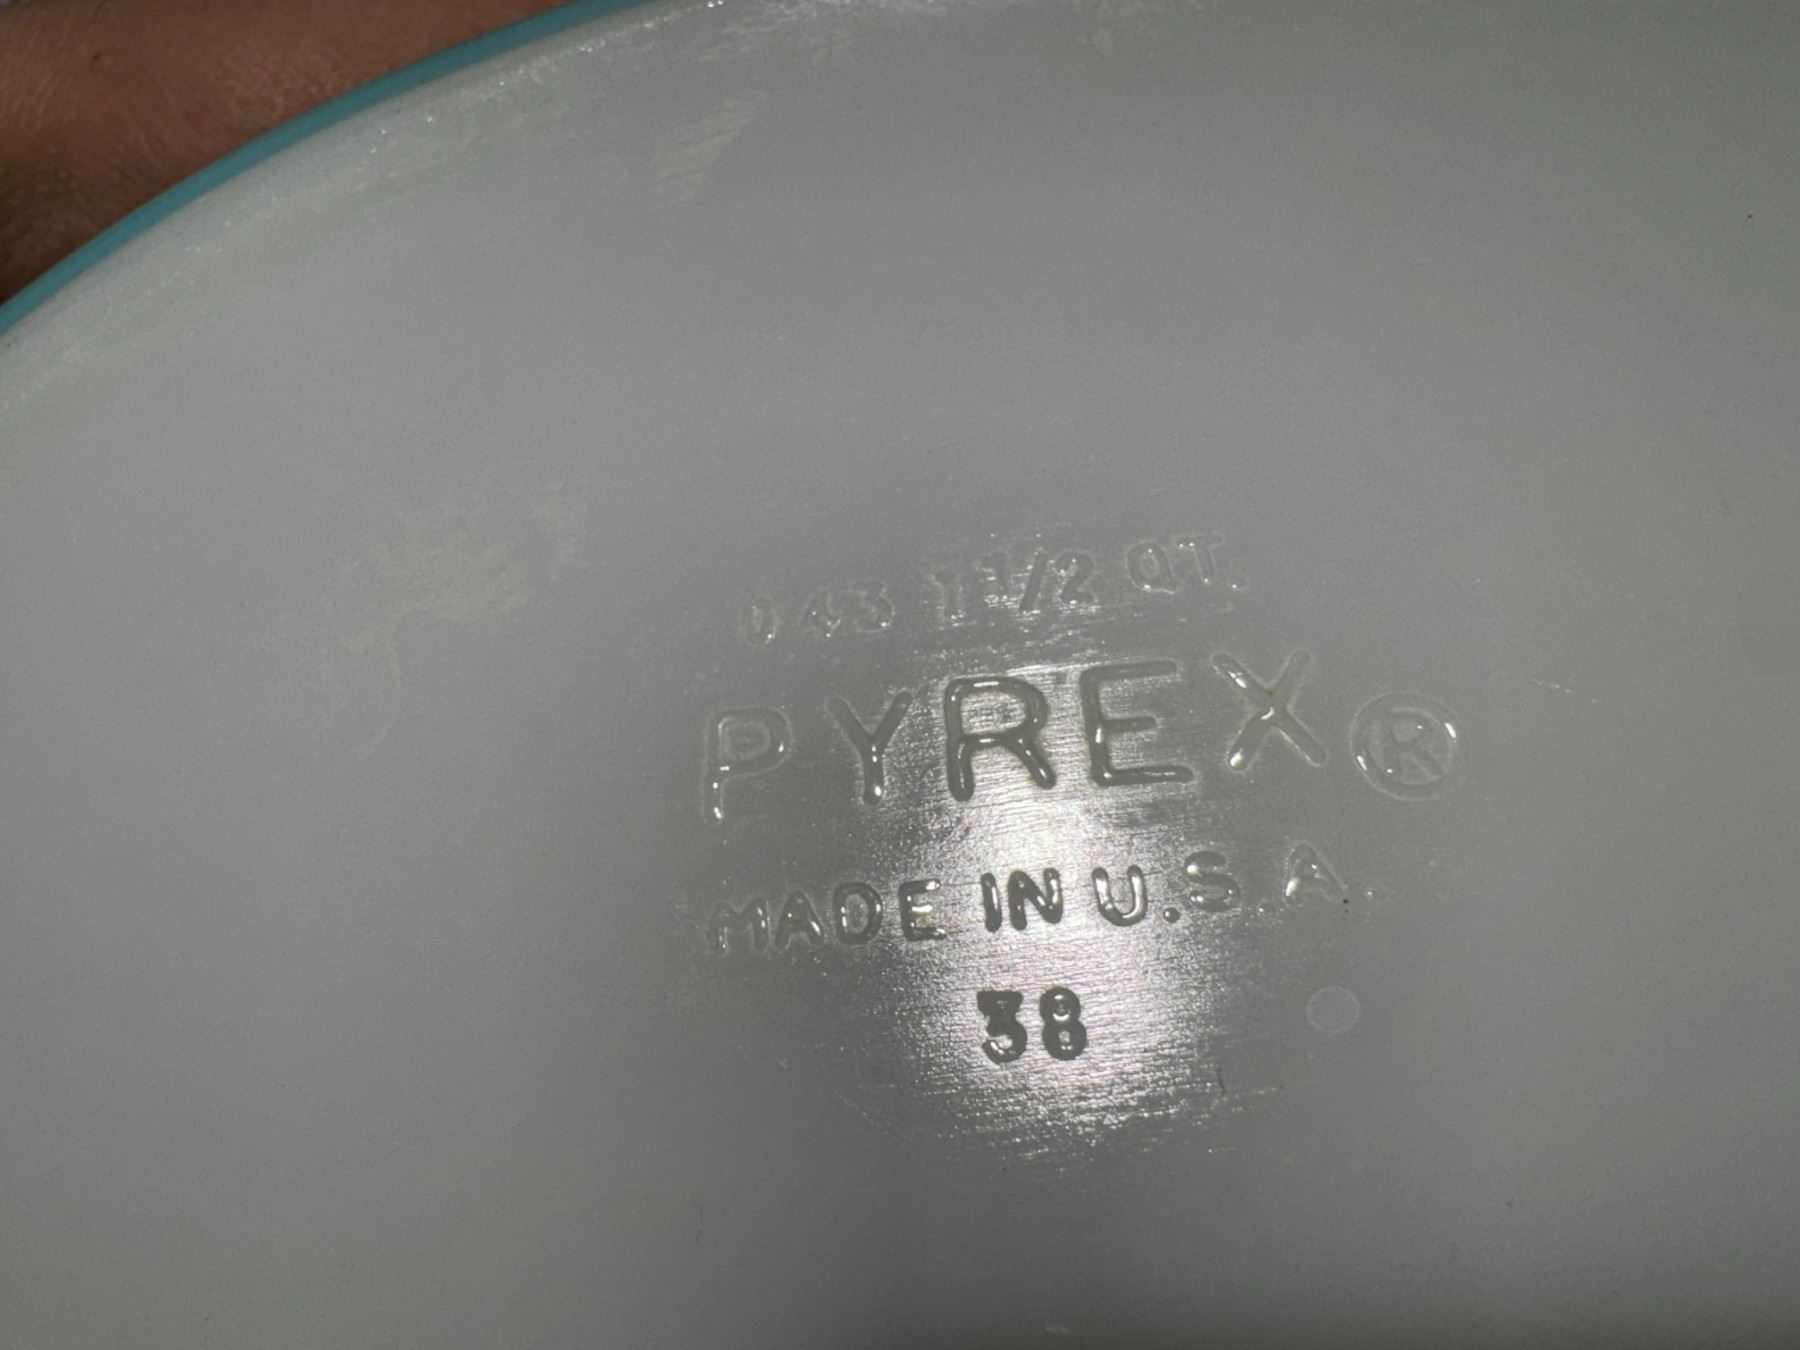 043 1 1/2 QT.
PYREX ®
MADE IN U.S.A.
38